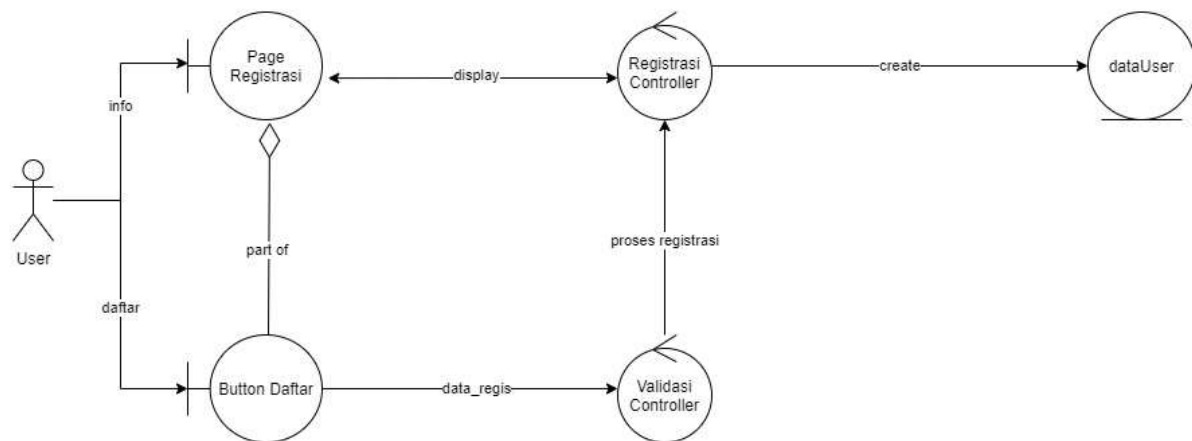 Page
Registrasi
Registrasi
Controller
dataUser
display
create
info
User
part of
proses registrasi
daftar
Button Daftar
data_regis
Validasi
Controller